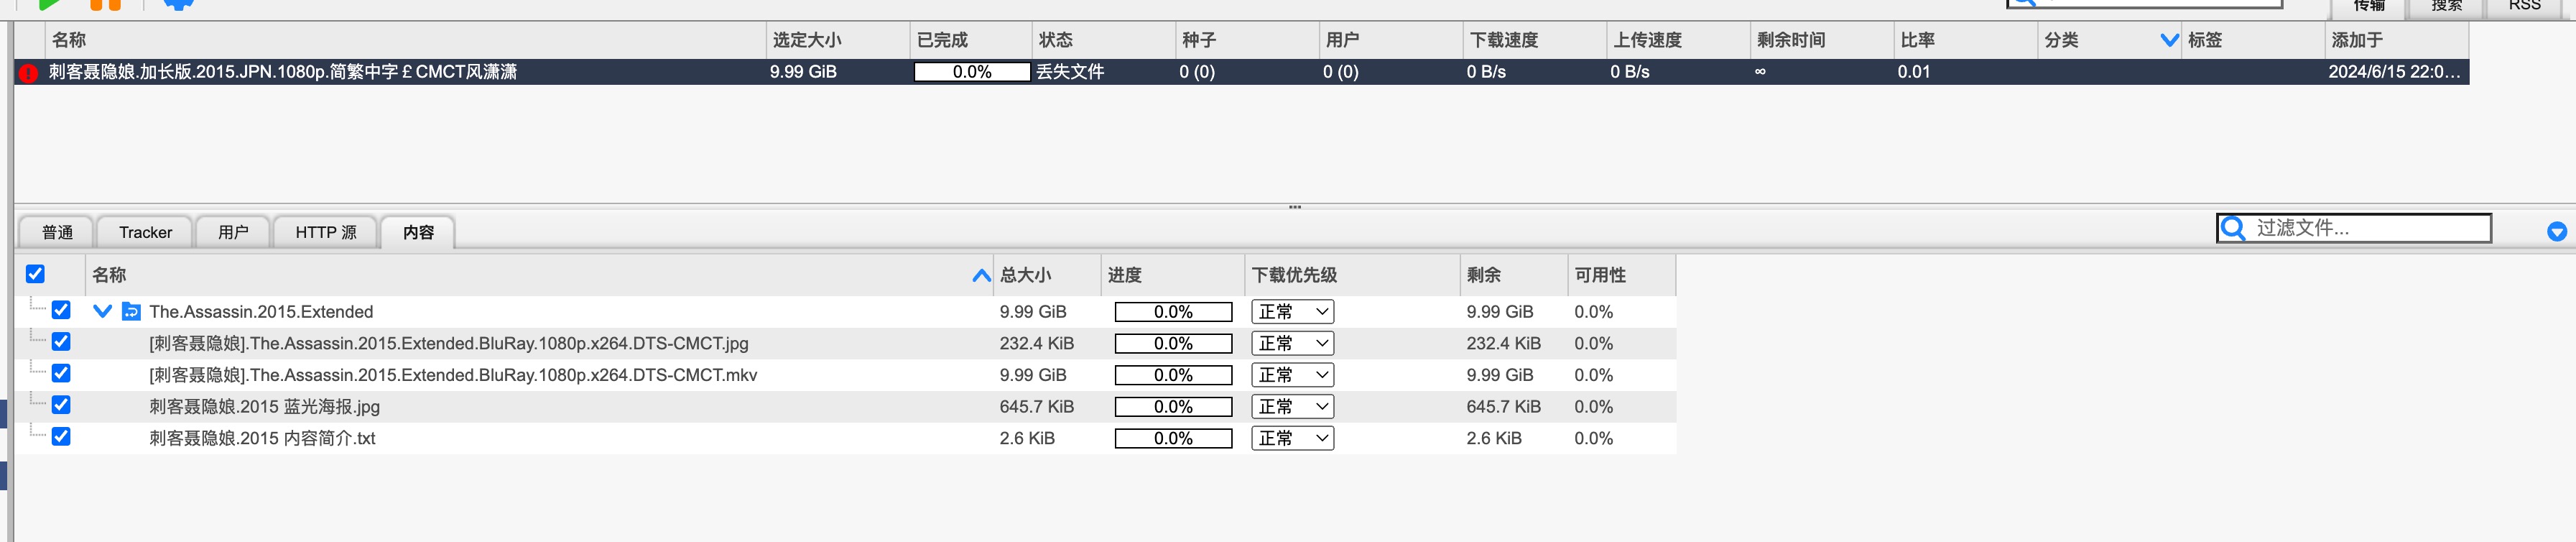 传输 搜索 RSS
名称 选定大小 已完成 状态 种子 用户 下载速度 上传速度 剩余时间 比率 分类 标签 添加于
刺客聂隐娘.加长版.2015.JPN.1080p.简繁中字￡CMCT风潇潇 9.99 GiB 0.0% 丢失文件 0 (0) 0 (0) 0 B/s 0 B/s ∞ 0.01 2024/6/15 22:0...
普通 Tracker 用户 HTTP 源 内容 过滤文件...
名称 总大小 进度 下载优先级 剩余 可用性
The.Assassin.2015.Extended 9.99 GiB 0.0% 正常 9.99 GiB 0.0%
[刺客聂隐娘].The.Assassin.2015.Extended.BluRay.1080p.x264.DTS-CMCT.jpg 232.4 KiB 0.0% 正常 232.4 KiB 0.0%
[刺客聂隐娘].The.Assassin.2015.Extended.BluRay.1080p.x264.DTS-CMCT.mkv 9.99 GiB 0.0% 正常 9.99 GiB 0.0%
刺客聂隐娘.2015 蓝光海报.jpg 645.7 KiB 0.0% 正常 645.7 KiB 0.0%
刺客聂隐娘.2015 内容简介.txt 2.6 KiB 0.0% 正常 2.6 KiB 0.0%